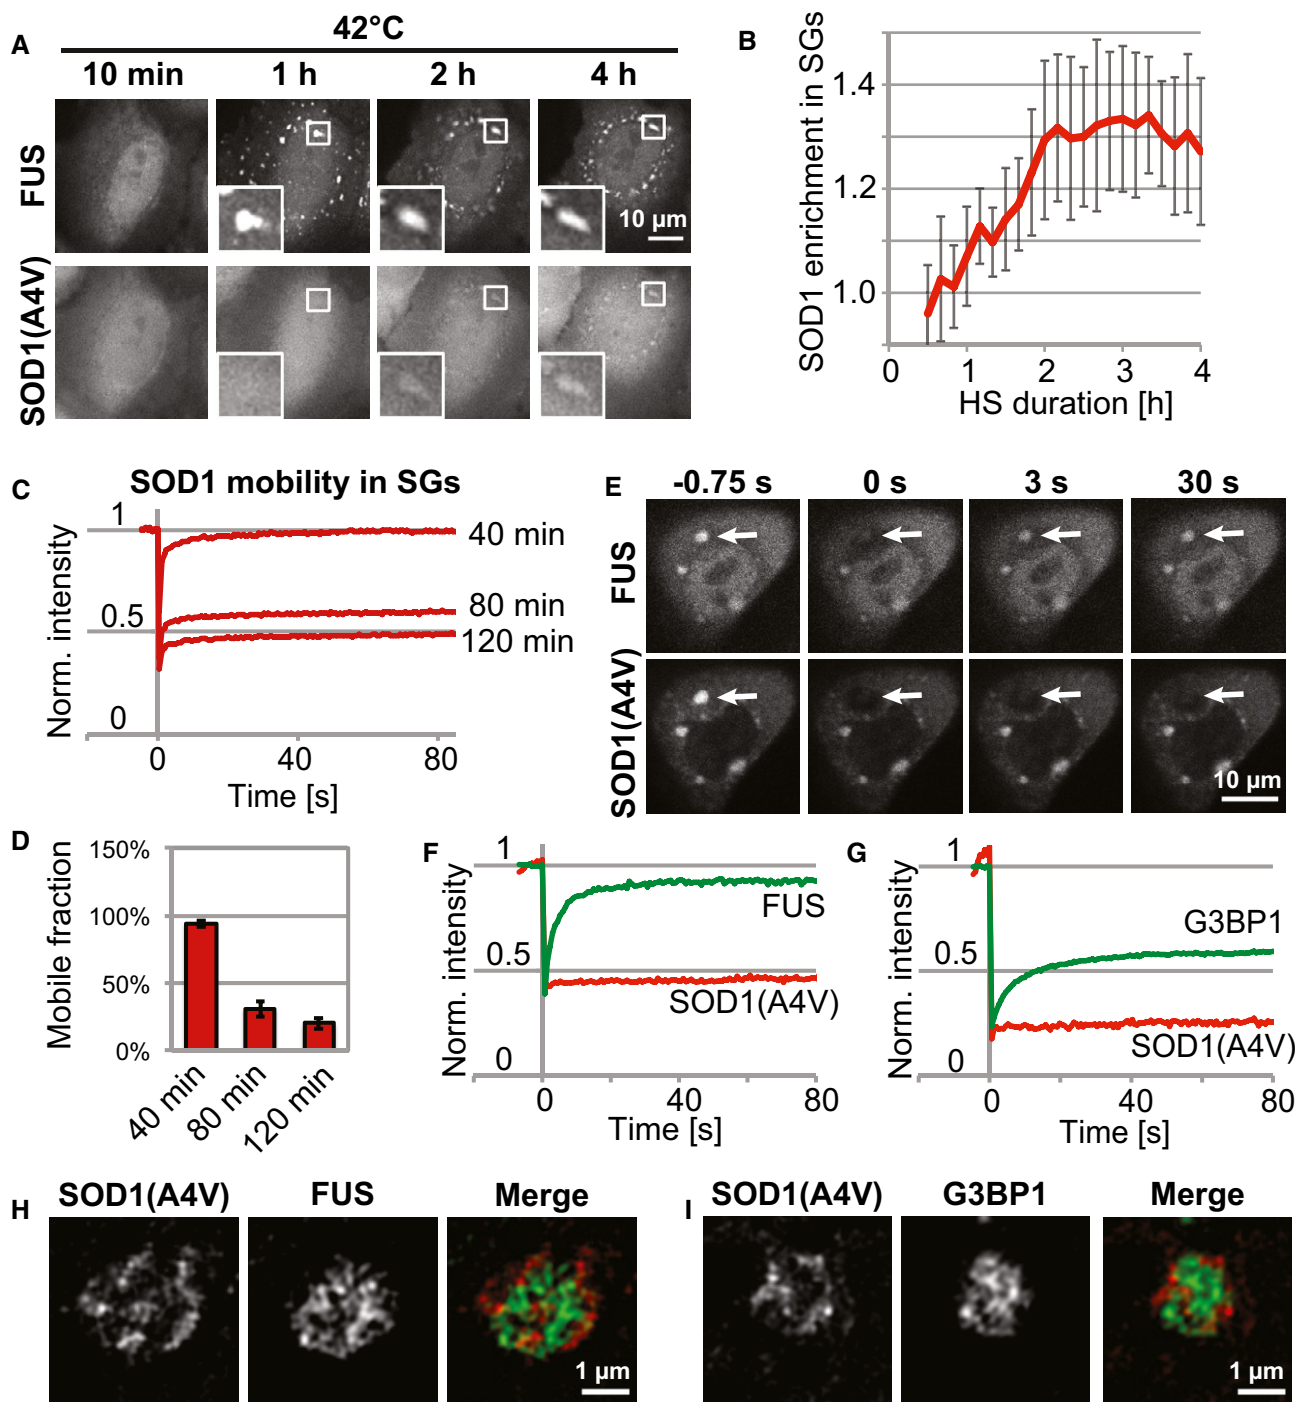 A
42°C
10 min 1 h 2 h 4 h
FUS
10 µm
SOD1(A4V)
B
SOD1 enrichment in SGs
1.4
1.2
1.0
0 1 2 3 4
HS duration [h]
C
SOD1 mobility in SGs
Norm. intensity
1
0.5
0
40 min
80 min
120 min
0 40 80
Time [s]
D
Mobile fraction
150%
100%
50%
0%
40 min
80 min
120 min
E
-0.75 s 0 s 3 s 30 s
FUS
SOD1(A4V)
10 µm
F
Norm. intensity
1
0.5
0
FUS
SOD1(A4V)
0 40 80
Time [s]
G
Norm. intensity
1
0.5
0
G3BP1
SOD1(A4V)
0 40 80
Time [s]
H
SOD1(A4V) FUS Merge
1 µm
I
SOD1(A4V) G3BP1 Merge
1 µm